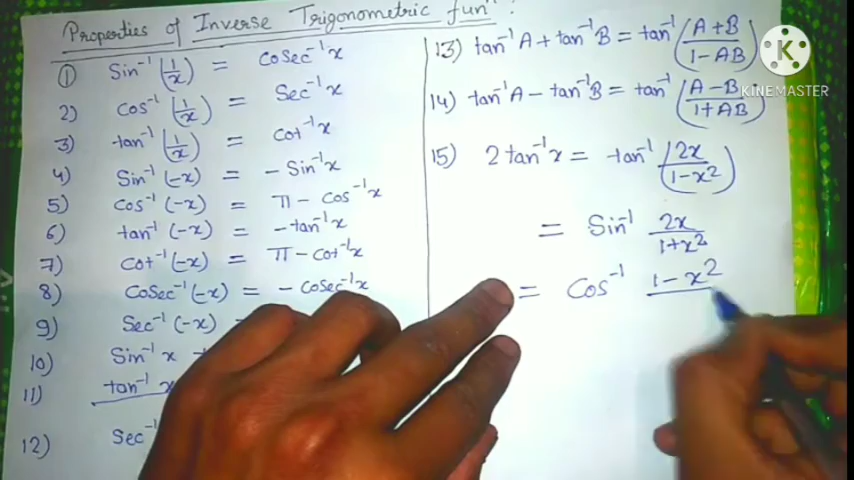 Properties of Inverse Trigonometric funⁿ :
① Sin⁻¹(1/x) = cosec⁻¹x
2) cos⁻¹(1/x) = Sec⁻¹x
3) tan⁻¹(1/x) = cot⁻¹x
4) Sin⁻¹(-x) = - Sin⁻¹x
5) cos⁻¹(-x) = π - cos⁻¹x
6) tan⁻¹(-x) = -tan⁻¹x
7) cot⁻¹(-x) = π - cot⁻¹x
8) cosec⁻¹(-x) = - cosec⁻¹x
9) Sec⁻¹(-x) =
10) Sin⁻¹x +
11) tan⁻¹x
12) Sec⁻¹
13) tan⁻¹A + tan⁻¹B = tan⁻¹(A+B/1-AB)
14) tan⁻¹A - tan⁻¹B = tan⁻¹(A-B/1+AB)
15) 2tan⁻¹x = tan⁻¹(2x/1-x²)
= Sin⁻¹ 2x/1+x²
= Cos⁻¹ 1-x²
KINEMASTER